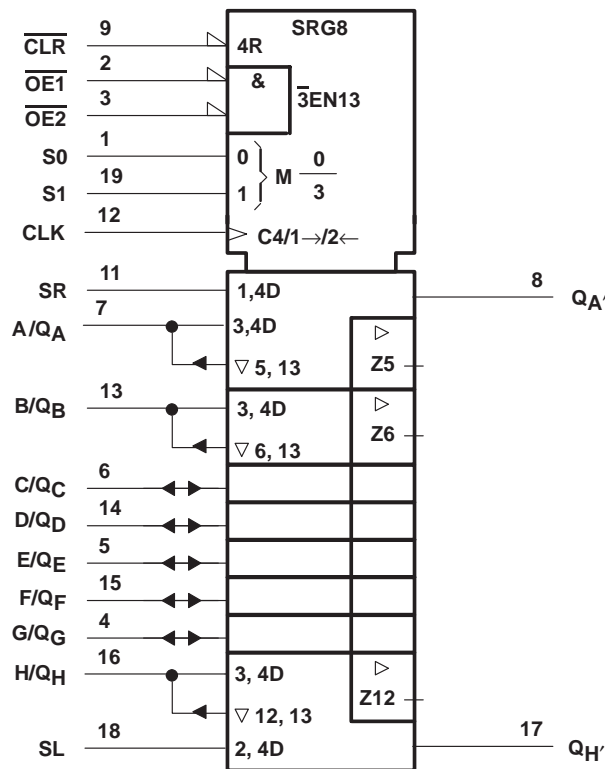 SRG8
CLR 9 4R
OE1 2 &
OE2 3 3EN13
S0 1 0 M 0
S1 19 1 3
CLK 12 C4/1→/2←
SR 11 1,4D 8 QA′
A/QA 7 3,4D
5, 13 Z5
B/QB 13 3, 4D
6, 13 Z6
C/QC 6
D/QD 14
E/QE 5
F/QF 15
G/QG 4
H/QH 16 3, 4D
12, 13 Z12
SL 18 2, 4D 17 QH′